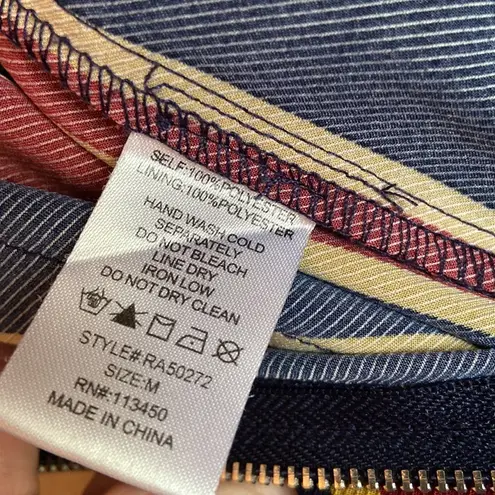 SELF:100%POLYESTER
LINING:100%POLYESTER
HAND WASH COLD
SEPARATELY
DO NOT BLEACH
LINE DRY
IRON LOW
DO NOT DRY CLEAN
STYLE#RA50272
SIZE:M
RN#:113450
MADE IN CHINA